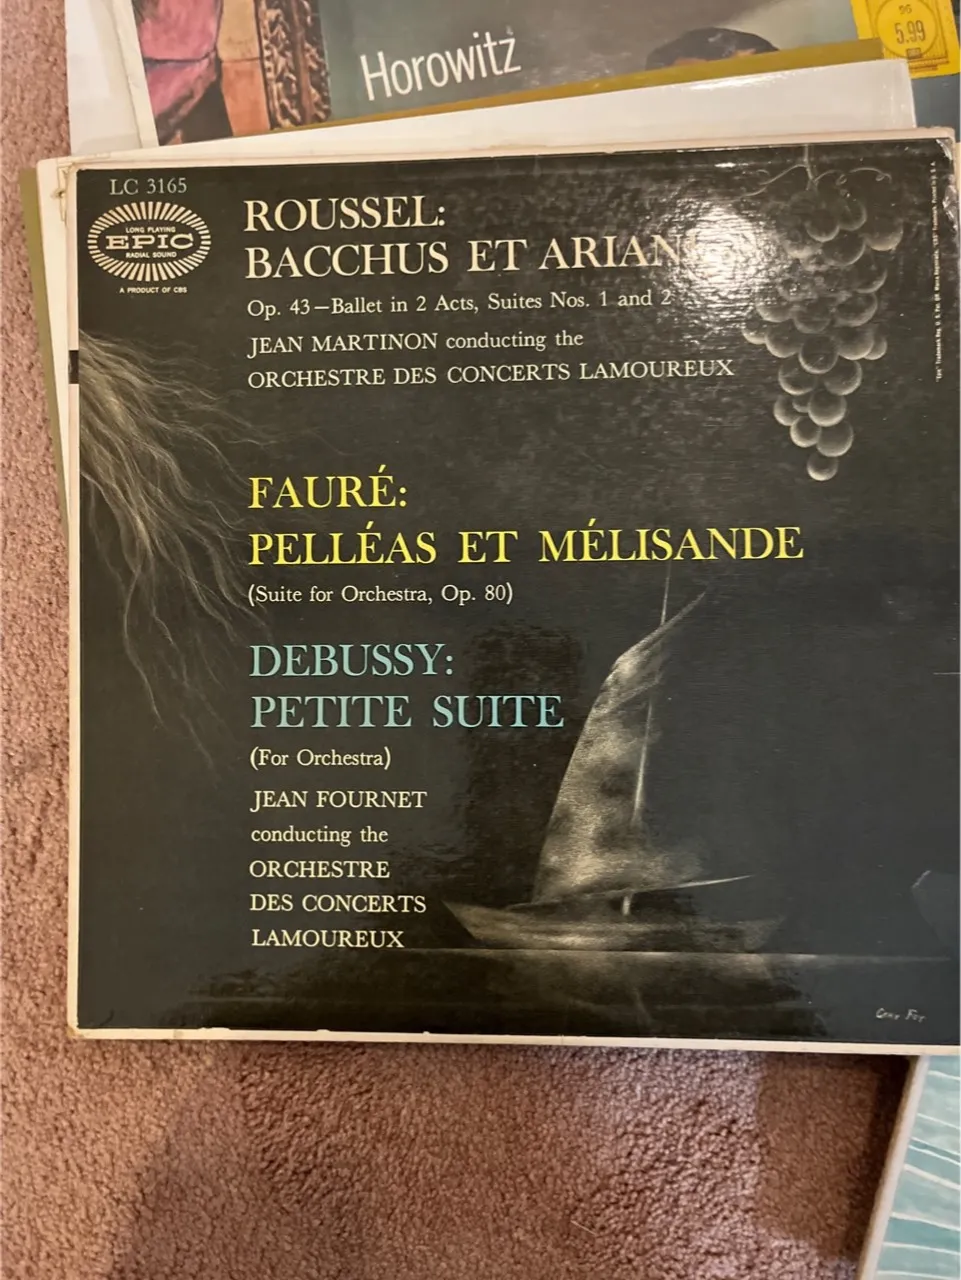 Horowitz
95
5.99
LC 3165
LONG PLAYING
EPIC
RADIAL SOUND
A PRODUCT OF CBS
ROUSSEL:
BACCHUS ET ARIAN
Op. 43—Ballet in 2 Acts, Suites Nos. 1 and 2
JEAN MARTINON conducting the
ORCHESTRE DES CONCERTS LAMOUREUX
FAURÉ:
PELLÉAS ET MÉLISANDE
(Suite for Orchestra, Op. 80)
DEBUSSY:
PETITE SUITE
(For Orchestra)
JEAN FOURNET
conducting the
ORCHESTRE
DES CONCERTS
LAMOUREUX